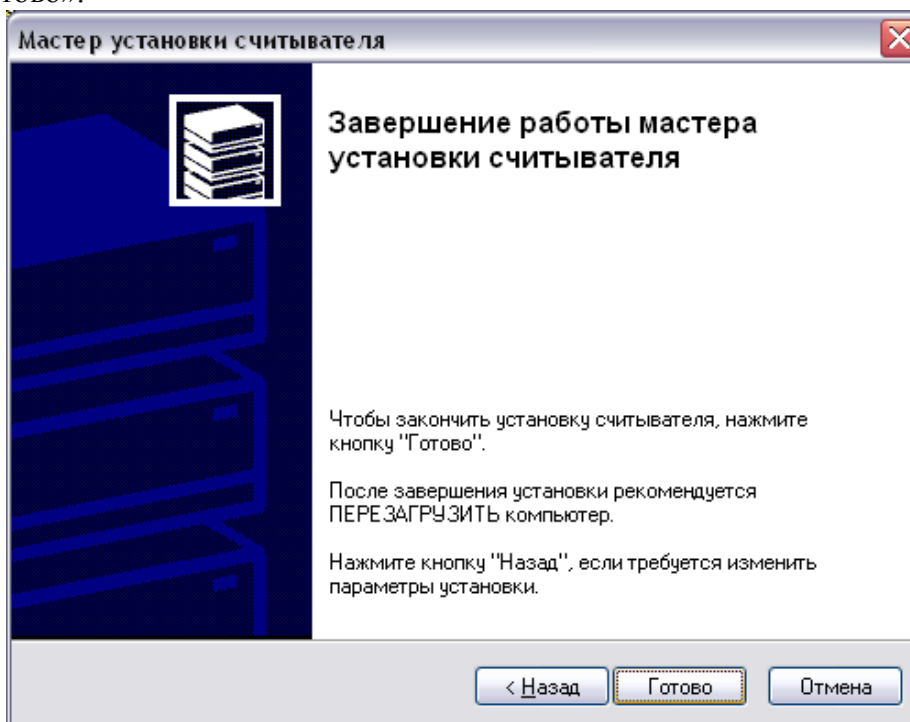 Мастер установки считывателя
Завершение работы мастера
установки считывателя
Чтобы закончить установку считывателя, нажмите
кнопку "Готово".
После завершения установки рекомендуется
ПЕРЕЗАГРУЗИТЬ компьютер.
Нажмите кнопку "Назад", если требуется изменить
параметры установки.
< Назад Готово Отмена